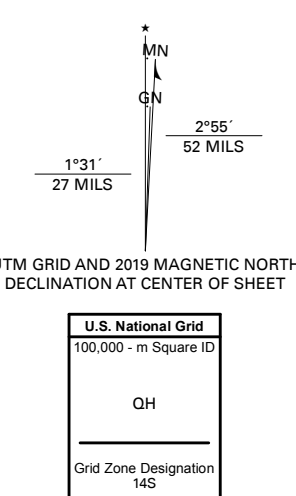 ★
MN
GN
2°55´
52 MILS
1°31´
27 MILS
UTM GRID AND 2019 MAGNETIC NORTH
DECLINATION AT CENTER OF SHEET
U.S. National Grid
100,000 - m Square ID
QH
Grid Zone Designation
14S